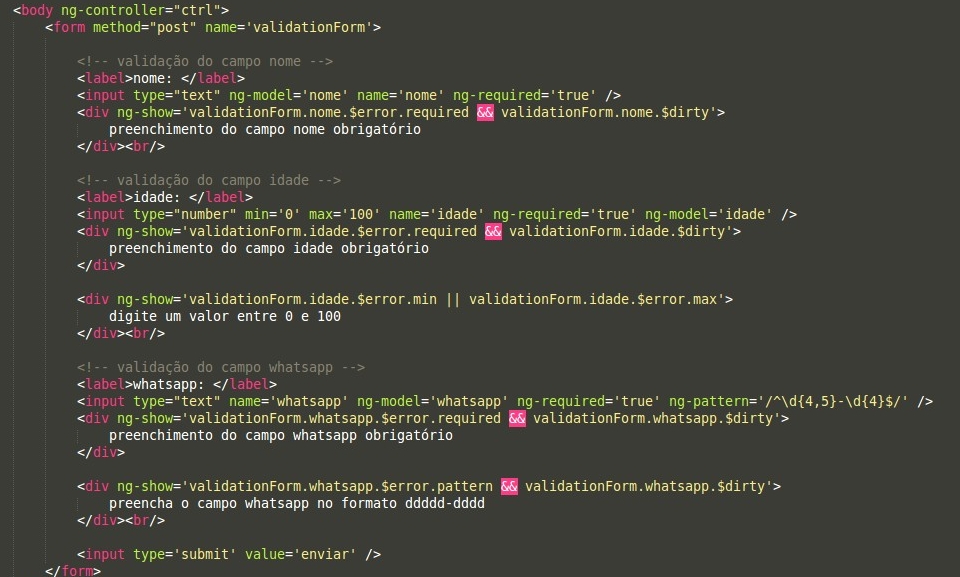 <body ng-controller="ctrl">
<form method="post" name='validationForm'>
<!-- validação do campo nome -->
<label>nome: </label>
<input type="text" ng-model='nome' name='nome' ng-required='true' />
<div ng-show='validationForm.nome.$error.required && validationForm.nome.$dirty'>
preenchimento do campo nome obrigatório
</div><br/>
<!-- validação do campo idade -->
<label>idade: </label>
<input type="number" min='0' max='100' name='idade' ng-required='true' ng-model='idade' />
<div ng-show='validationForm.idade.$error.required && validationForm.idade.$dirty'>
preenchimento do campo idade obrigatório
</div>
<div ng-show='validationForm.idade.$error.min || validationForm.idade.$error.max'>
digite um valor entre 0 e 100
</div><br/>
<!-- validação do campo whatsapp -->
<label>whatsapp: </label>
<input type="text" name='whatsapp' ng-model='whatsapp' ng-required='true' ng-pattern='/^\d{4,5}-\d{4}$/' />
<div ng-show='validationForm.whatsapp.$error.required && validationForm.whatsapp.$dirty'>
preenchimento do campo whatsapp obrigatório
</div>
<div ng-show='validationForm.whatsapp.$error.pattern && validationForm.whatsapp.$dirty'>
preencha o campo whatsapp no formato ddddd-dddd
</div><br/>
<input type='submit' value='enviar' />
</form>